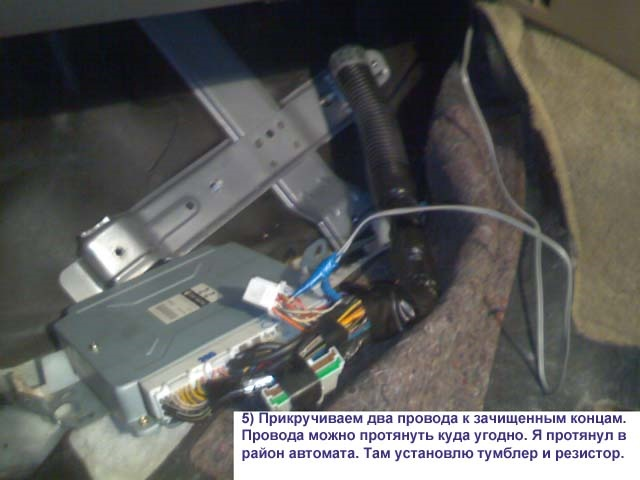 5) Прикручиваем два провода к зачищенным концам.
Провода можно протянуть куда угодно. Я протянул в
район автомата. Там установлю тумблер и резистор.